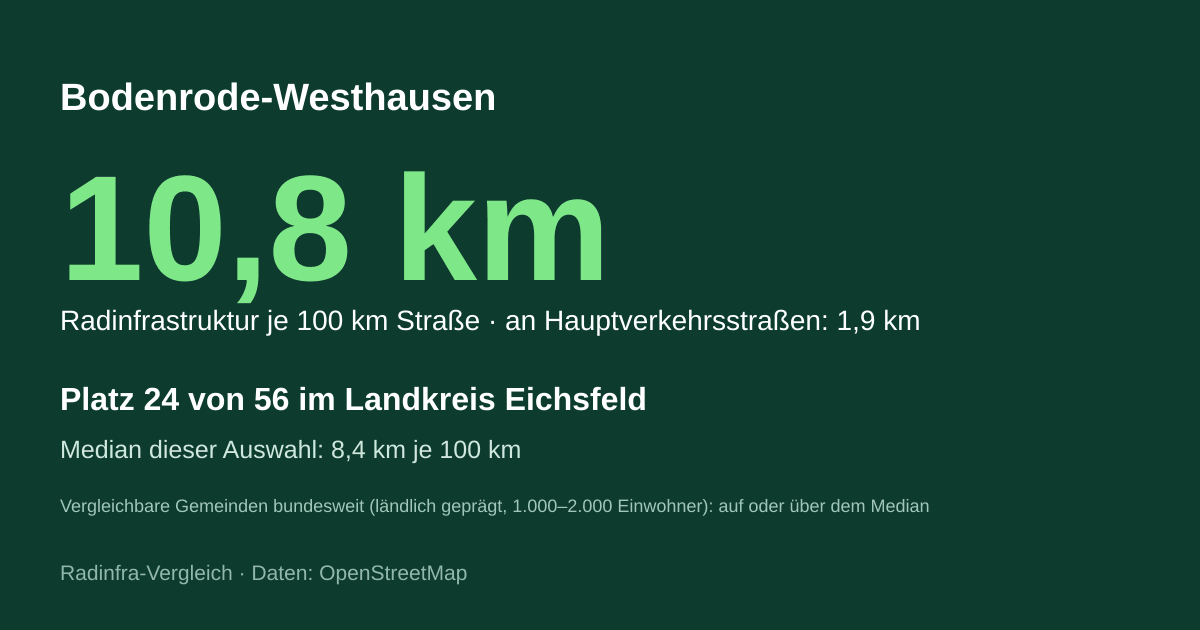 Bodenrode-Westhausen
10,8 km
Radinfrastruktur je 100 km Straße · an Hauptverkehrsstraßen: 1,9 km
Platz 24 von 56 im Landkreis Eichsfeld
Median dieser Auswahl: 8,4 km je 100 km
Vergleichbare Gemeinden bundesweit (ländlich geprägt, 1.000–2.000 Einwohner): auf oder über dem Median
Radinfra-Vergleich · Daten: OpenStreetMap